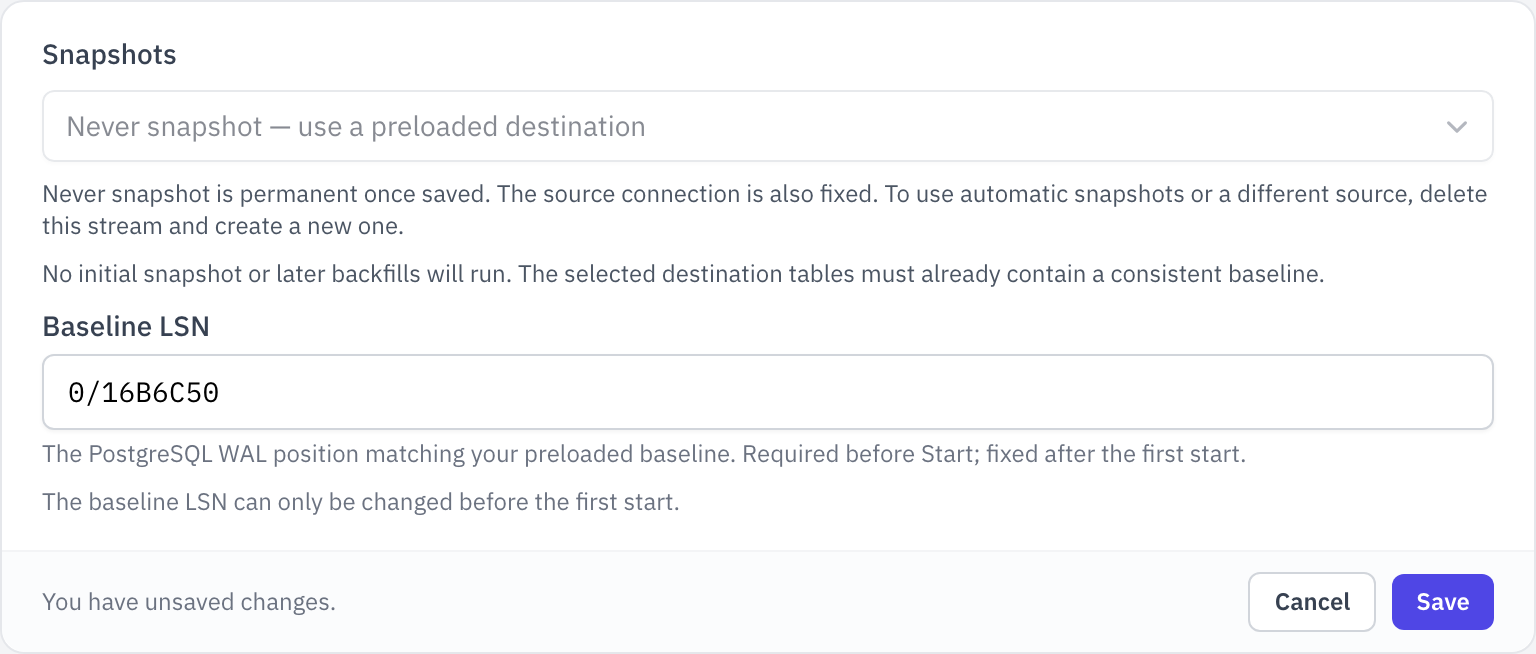 Snapshots
Never snapshot — use a preloaded destination
Never snapshot is permanent once saved. The source connection is also fixed. To use automatic snapshots or a different source, delete
this stream and create a new one.
No initial snapshot or later backfills will run. The selected destination tables must already contain a consistent baseline.
Baseline LSN
0/16B6C50
The PostgreSQL WAL position matching your preloaded baseline. Required before Start; fixed after the first start.
The baseline LSN can only be changed before the first start.
You have unsaved changes.
Cancel
Save